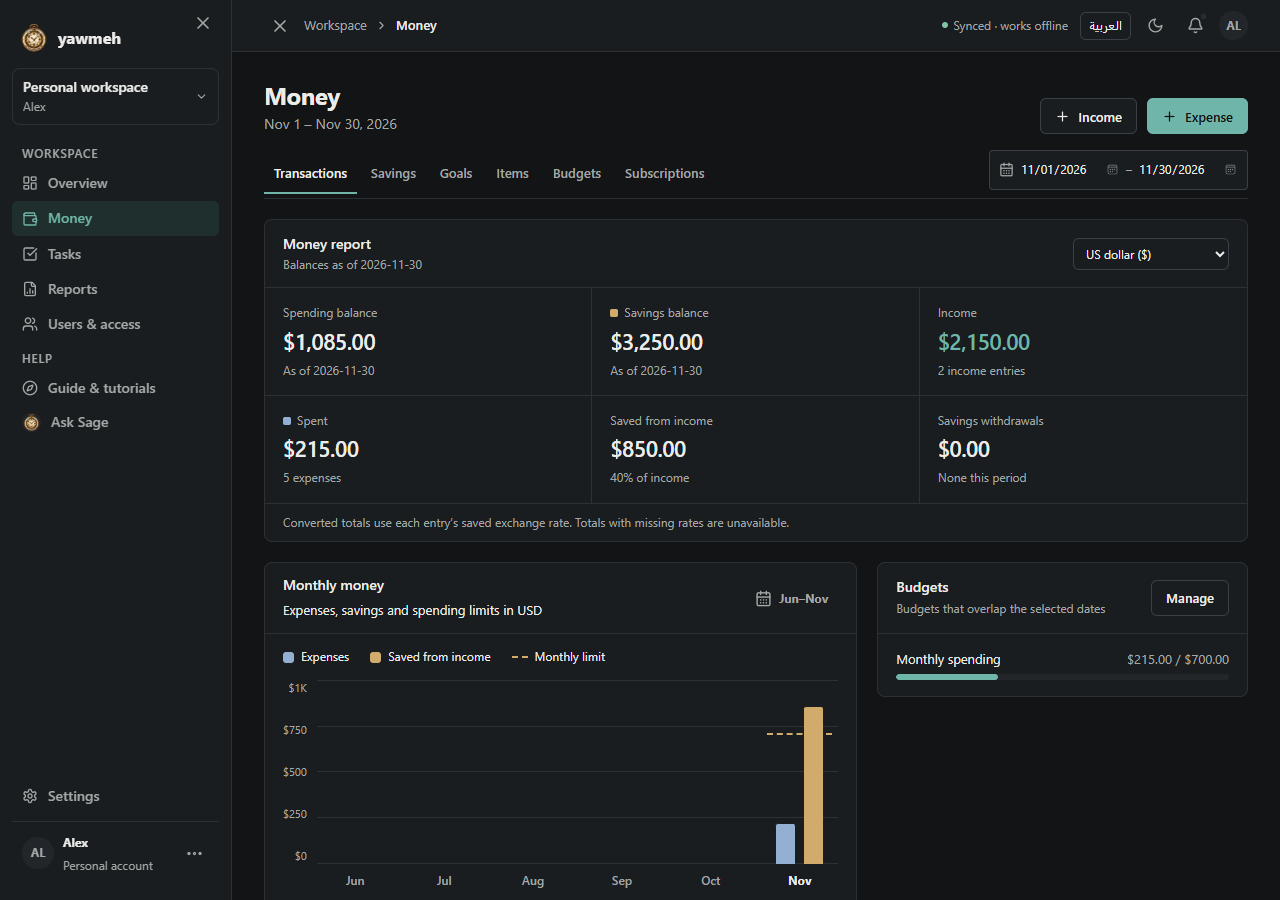 yawmeh
Personal workspace
Alex
WORKSPACE
Overview
Money
Tasks
Reports
Users & access
HELP
Guide & tutorials
Ask Sage
Settings
AL
Alex
Personal account
Workspace > Money
Synced · works offline
العربية
AL
Money
Nov 1 – Nov 30, 2026
+ Income
+ Expense
Transactions Savings Goals Items Budgets Subscriptions
11/01/2026 – 11/30/2026
Money report
Balances as of 2026-11-30
US dollar ($)
Spending balance
$1,085.00
As of 2026-11-30
Savings balance
$3,250.00
As of 2026-11-30
Income
$2,150.00
2 income entries
Spent
$215.00
5 expenses
Saved from income
$850.00
40% of income
Savings withdrawals
$0.00
None this period
Converted totals use each entry's saved exchange rate. Totals with missing rates are unavailable.
Monthly money
Expenses, savings and spending limits in USD
Jun–Nov
Expenses Saved from income Monthly limit
$1K
$750
$500
$250
$0
Jun Jul Aug Sep Oct Nov
Budgets
Budgets that overlap the selected dates
Manage
Monthly spending
$215.00 / $700.00